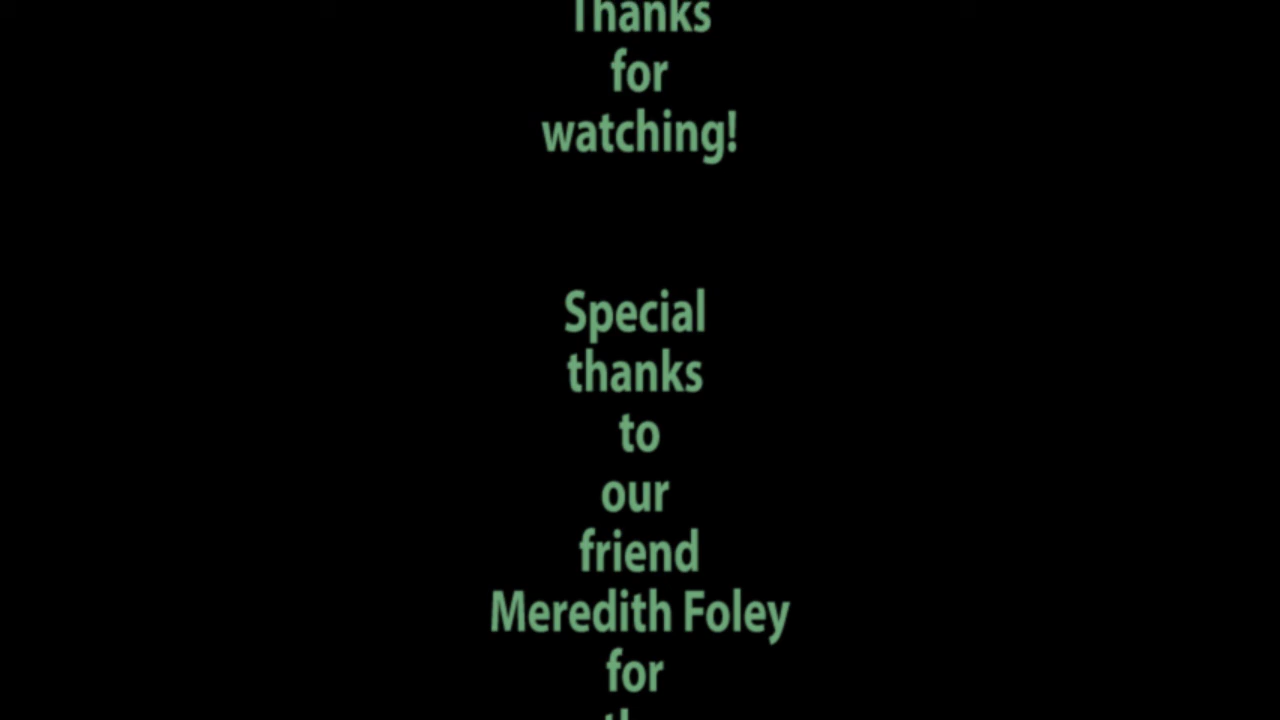 Thanks
for
watching!
Special
thanks
to
our
friend
Meredith Foley
for